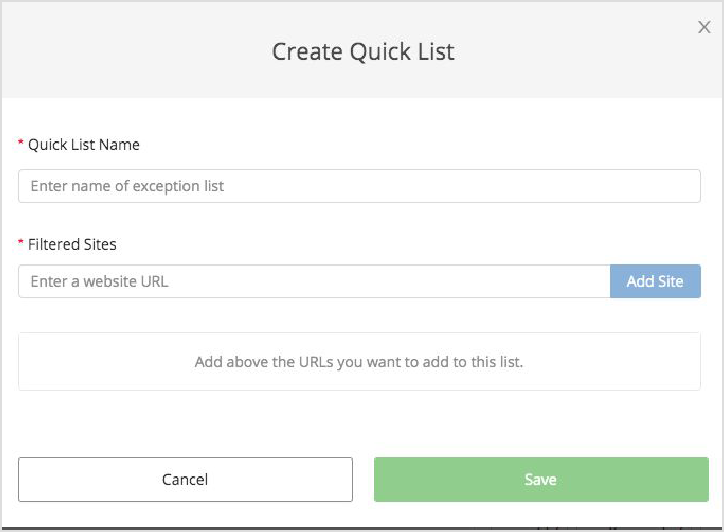 Create Quick List
* Quick List Name
Enter name of exception list
* Filtered Sites
Enter a website URL
Add Site
Add above the URLs you want to add to this list.
Cancel
Save